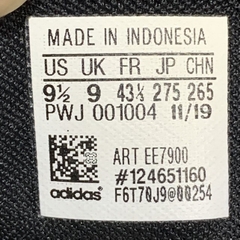 MADE IN INDONESIA
US UK FR JP CHN
9½ 9 43⅓ 275 265
PWJ 001004 11/19
ART EE7900
#124651160
adidas® F6T70J9@00254